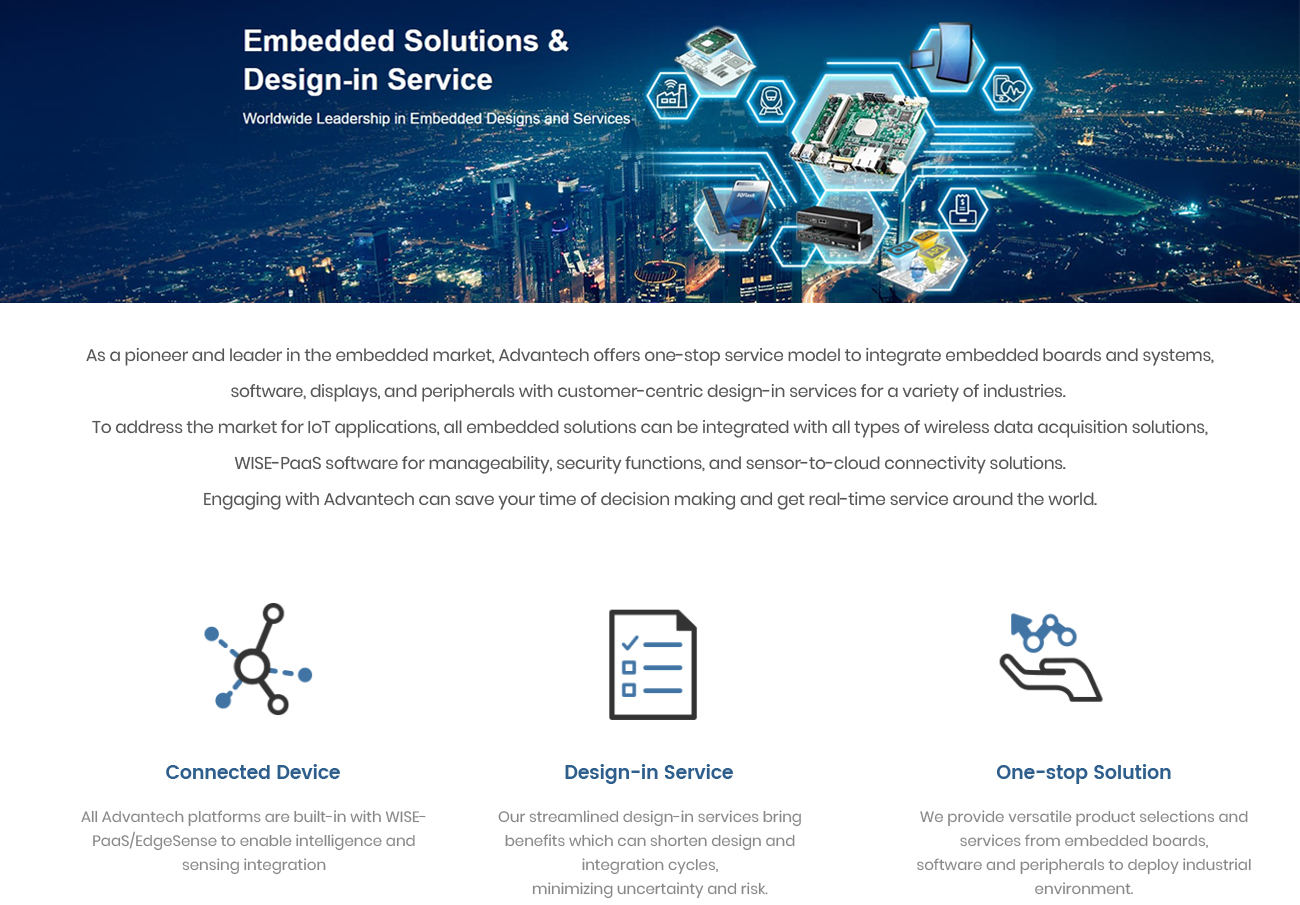 Embedded Solutions &
Design-in Service
Worldwide Leadership in Embedded Designs and Services
As a pioneer and leader in the embedded market, Advantech offers one-stop service model to integrate embedded boards and systems,
software, displays, and peripherals with customer-centric design-in services for a variety of industries.
To address the market for IoT applications, all embedded solutions can be integrated with all types of wireless data acquisition solutions,
WISE-PaaS software for manageability, security functions, and sensor-to-cloud connectivity solutions.
Engaging with Advantech can save your time of decision making and get real-time service around the world.
Connected Device
All Advantech platforms are built-in with WISE-
PaaS/EdgeSense to enable intelligence and
sensing integration
Design-in Service
Our streamlined design-in services bring
benefits which can shorten design and
integration cycles,
minimizing uncertainty and risk.
One-stop Solution
We provide versatile product selections and
services from embedded boards,
software and peripherals to deploy industrial
environment.